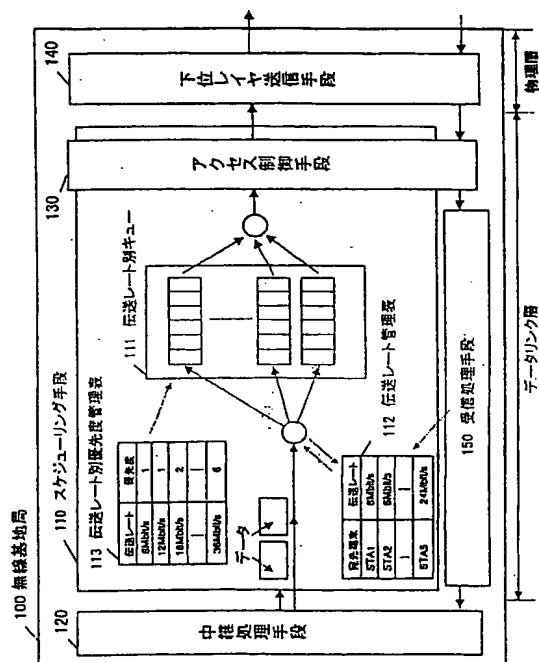 100 無線基地局
110 スケジューリング手段
113 伝送レート別優先度管理表
伝送レート 優先度
6Mbit/s 1
12Mbit/s 1
18Mbit/s 2
| |
36Mbit/s 6
データ
111 伝送レート別キュー
112 伝送レート管理表
宛先端末 伝送レート
STA1 6Mbit/s
STA2 6Mbit/s
| |
STA5 24Mbit/s
120
中継処理手段
130
アクセス制御手段
140
下位レイヤ送信手段
150 受信処理手段
データリンク層
物理層